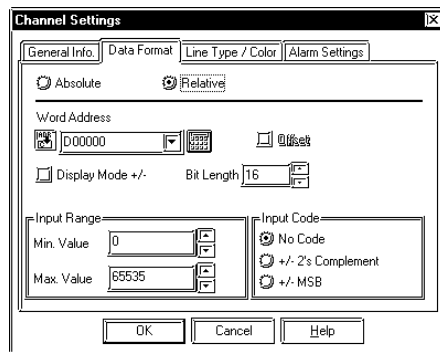 Channel Settings
General Info. Data Format Line Type / Color Alarm Settings
Absolute Relative
Word Address
D00000 Offset
Display Mode +/- Bit Length 16
Input Range Input Code
Min. Value 0 No Code
+/- 2's Complement
Max. Value 65535 +/- MSB
OK Cancel Help